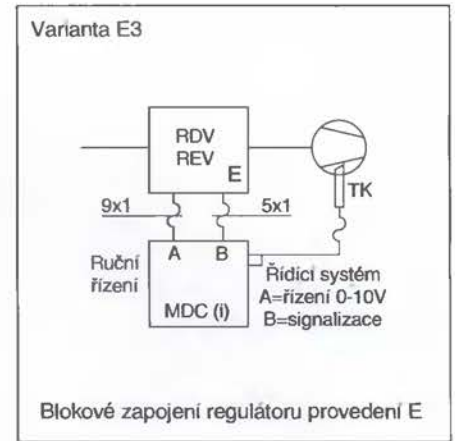 Varianta E3
RDV
REV
E
TK
9x1
5x1
A
B
Ruční
řízení
MDC (i)
Řídicí systém
A=řízení 0-10V
B=signalizace
Blokové zapojení regulátoru provedení E